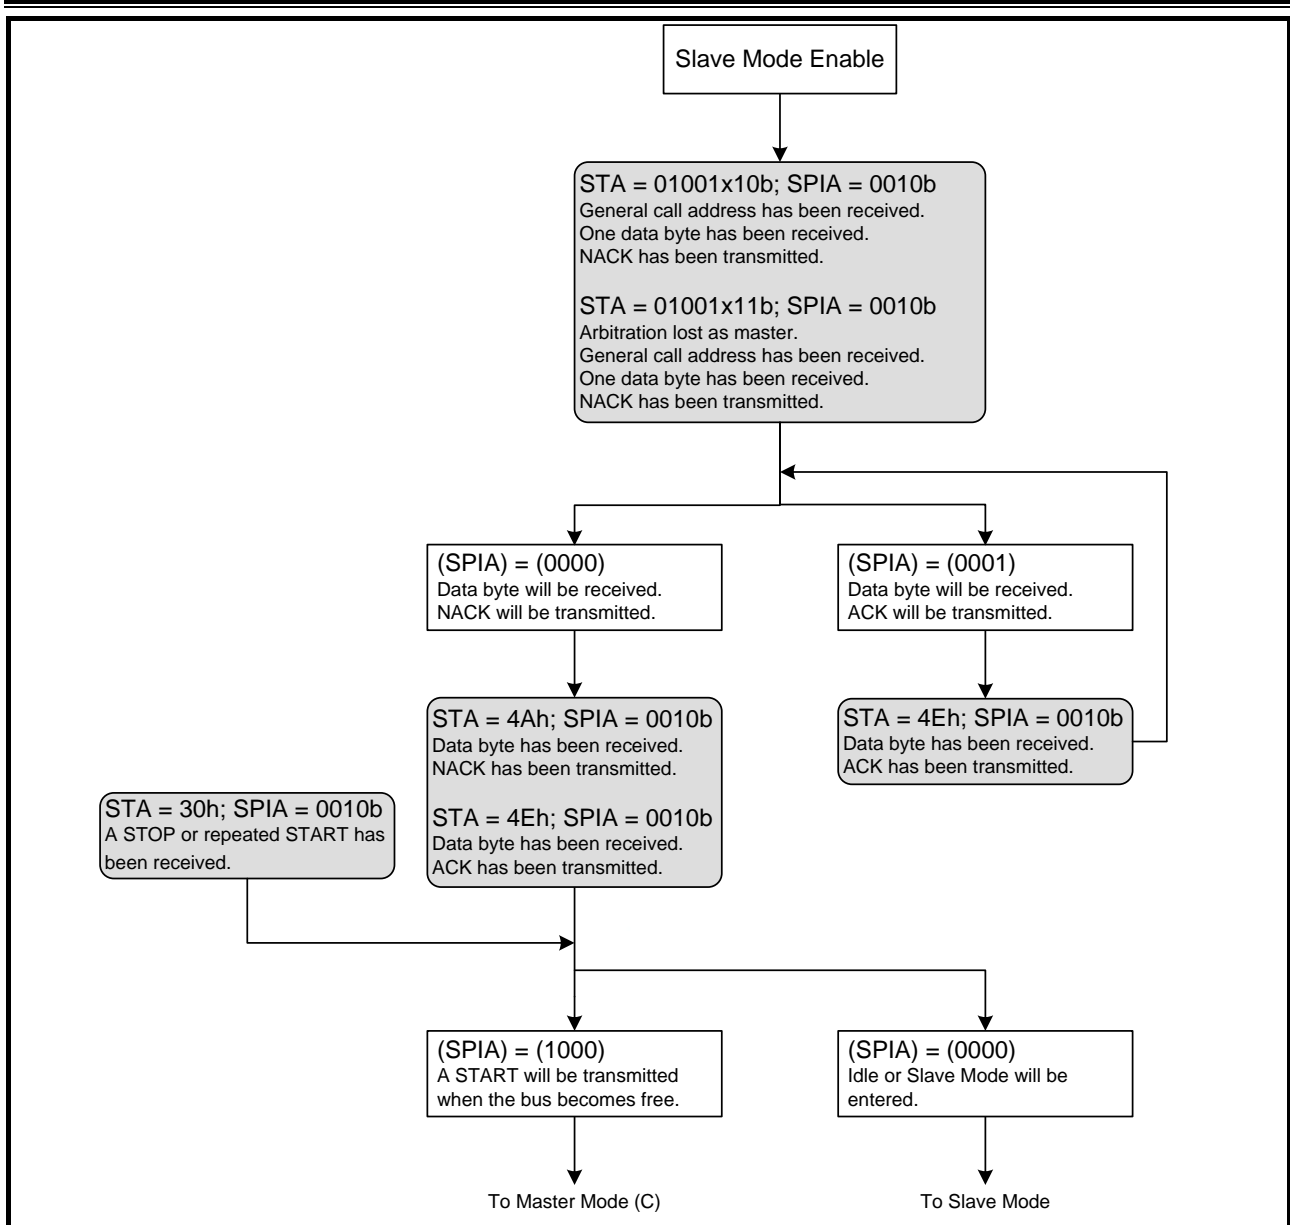 Slave Mode Enable
STA = 01001x10b; SPIA = 0010b
General call address has been received.
One data byte has been received.
NACK has been transmitted.
STA = 01001x11b; SPIA = 0010b
Arbitration lost as master.
General call address has been received.
One data byte has been received.
NACK has been transmitted.
(SPIA) = (0000)
Data byte will be received.
NACK will be transmitted.
(SPIA) = (0001)
Data byte will be received.
ACK will be transmitted.
STA = 4Ah; SPIA = 0010b
Data byte has been received.
NACK has been transmitted.
STA = 4Eh; SPIA = 0010b
Data byte has been received.
ACK has been transmitted.
STA = 4Eh; SPIA = 0010b
Data byte has been received.
ACK has been transmitted.
STA = 30h; SPIA = 0010b
A STOP or repeated START has
been received.
(SPIA) = (1000)
A START will be transmitted
when the bus becomes free.
(SPIA) = (0000)
Idle or Slave Mode will be
entered.
To Master Mode (C)
To Slave Mode